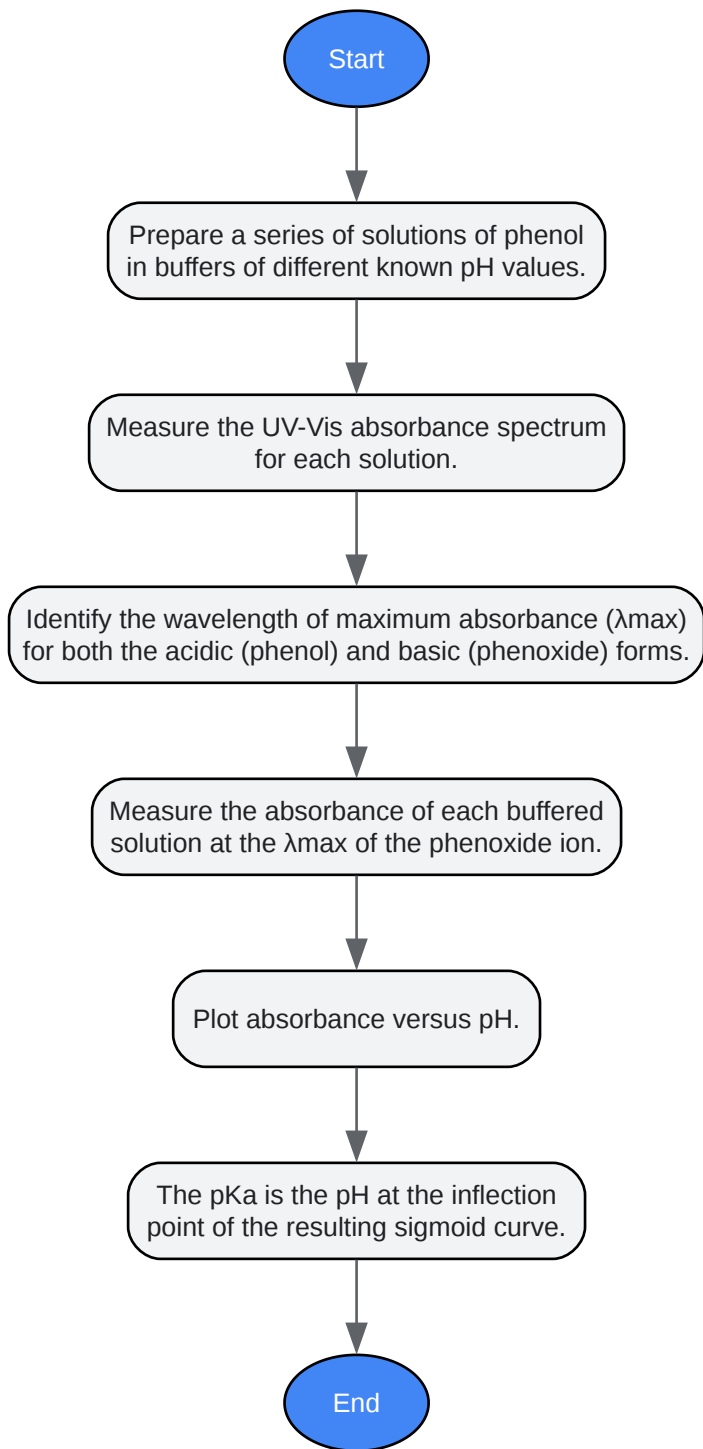 Start
Prepare a series of solutions of phenol
in buffers of different known pH values.
Measure the UV-Vis absorbance spectrum
for each solution.
Identify the wavelength of maximum absorbance (λmax)
for both the acidic (phenol) and basic (phenoxide) forms.
Measure the absorbance of each buffered
solution at the λmax of the phenoxide ion.
Plot absorbance versus pH.
The pKa is the pH at the inflection
point of the resulting sigmoid curve.
End